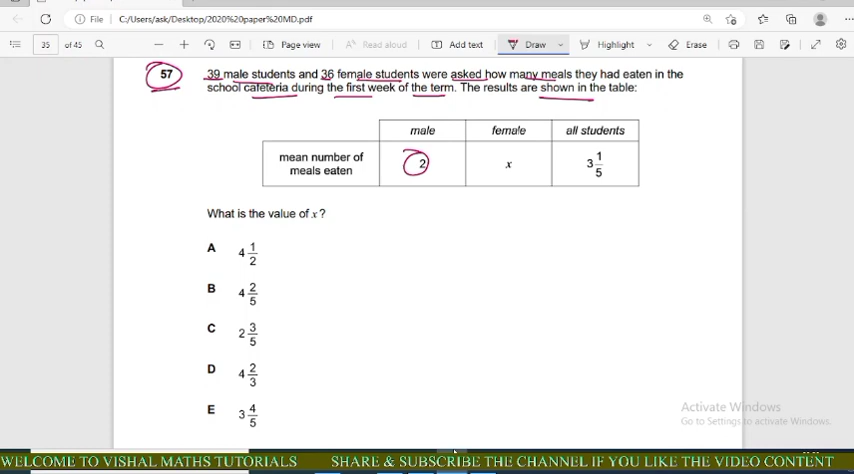 File
C:/Users/ask/Desktop/2020%20paper%20MD.pdf
35 of 45
Page view
Read aloud
Add text
Draw
Highlight
Erase
57 39 male students and 36 female students were asked how many meals they had eaten in the
school cafeteria during the first week of the term. The results are shown in the table:
male female all students
mean number of meals eaten 2 x 3 1/5
What is the value of x?
A 4 1/2
B 4 2/5
C 2 3/5
D 4 2/3
E 3 4/5
Activate Windows
Go to Settings to activate Windows.
WELCOME TO VISHAL MATHS TUTORIALS SHARE & SUBSCRIBE THE CHANNEL IF YOU LIKE THE VIDEO CONTENT